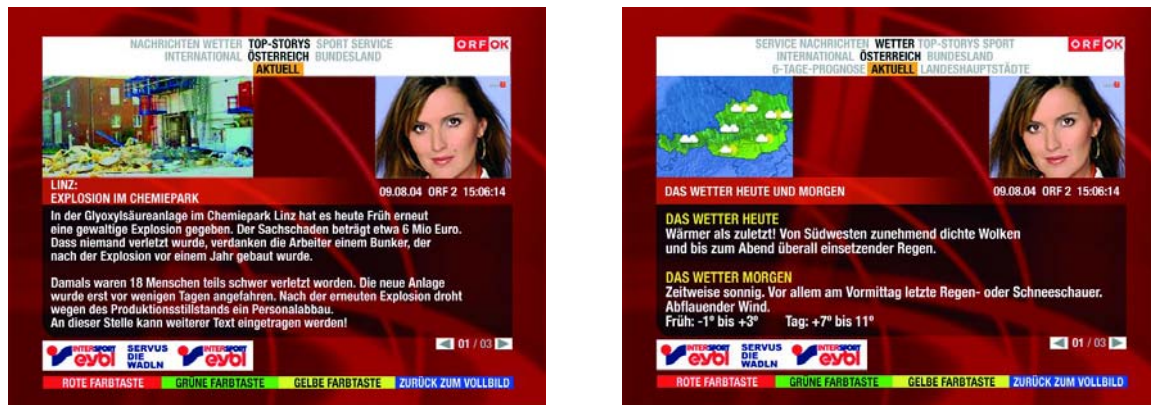 NACHRICHTEN WETTER TOP-STORYS SPORT SERVICE
INTERNATIONAL ÖSTERREICH BUNDESLAND
AKTUELL
ORF OK
LINZ:
EXPLOSION IM CHEMIEPARK
09.08.04 ORF 2 15:06:14
In der Glyoxylsäureanlage im Chemiepark Linz hat es heute Früh erneut
eine gewaltige Explosion gegeben. Der Sachschaden beträgt etwa 6 Mio Euro.
Dass niemand verletzt wurde, verdanken die Arbeiter einem Bunker, der
nach der Explosion vor einem Jahr gebaut wurde.
Damals waren 18 Menschen teils schwer verletzt worden. Die neue Anlage
wurde erst vor wenigen Tagen angefahren. Nach der erneuten Explosion droht
wegen des Produktionsstillstands ein Personalabbau.
An dieser Stelle kann weiterer Text eingetragen werden!
01 / 03
INTERSPORT
eybl
SERVUS
DIE
WADLN
INTERSPORT
eybl
ROTE FARBTASTE GRÜNE FARBTASTE GELBE FARBTASTE ZURÜCK ZUM VOLLBILD
SERVICE NACHRICHTEN WETTER TOP-STORYS SPORT
INTERNATIONAL ÖSTERREICH BUNDESLAND
6-TAGE-PROGNOSE AKTUELL LANDESHAUPTSTÄDTE
ORF OK
DAS WETTER HEUTE UND MORGEN
09.08.04 ORF 2 15:06:14
DAS WETTER HEUTE
Wärmer als zuletzt! Von Südwesten zunehmend dichte Wolken
und bis zum Abend überall einsetzender Regen.
DAS WETTER MORGEN
Zeitweise sonnig. Vor allem am Vormittag letzte Regen- oder Schneeschauer.
Abflauender Wind.
Früh: -1º bis +3º Tag: +7º bis 11º
01 / 03
INTERSPORT
eybl
SERVUS
DIE
WADLN
INTERSPORT
eybl
ROTE FARBTASTE GRÜNE FARBTASTE GELBE FARBTASTE ZURÜCK ZUM VOLLBILD